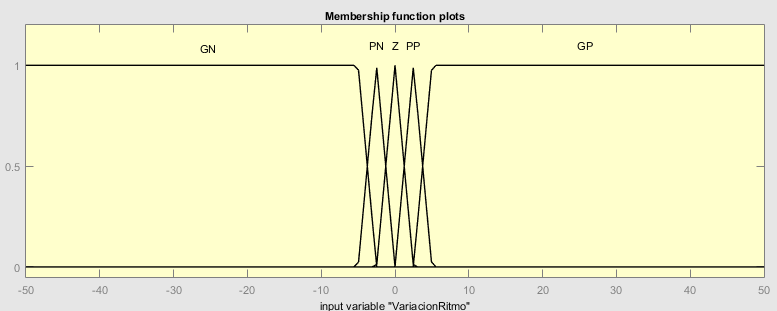 Membership function plots
GN PN Z PP GP
1
0.5
0
-50 -40 -30 -20 -10 0 10 20 30 40 50
input variable "VariacionRitmo"